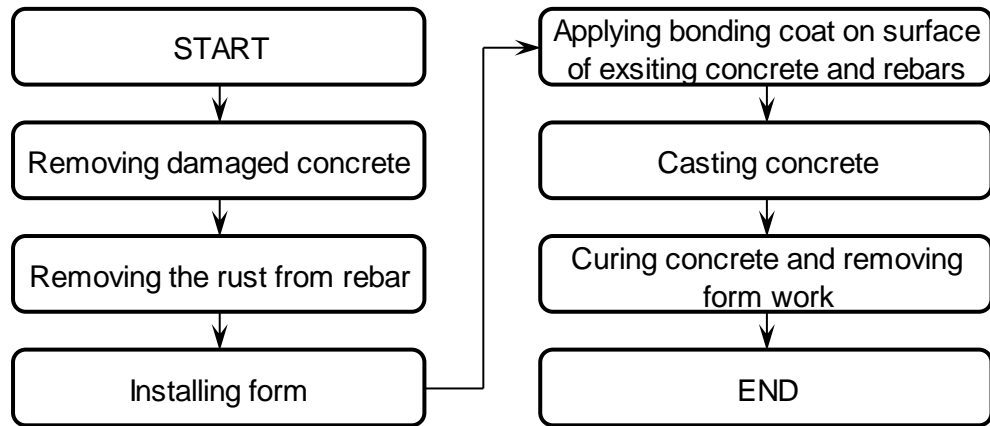 START
Removing damaged concrete
Removing the rust from rebar
Installing form
Applying bonding coat on surface
of exsiting concrete and rebars
Casting concrete
Curing concrete and removing
form work
END